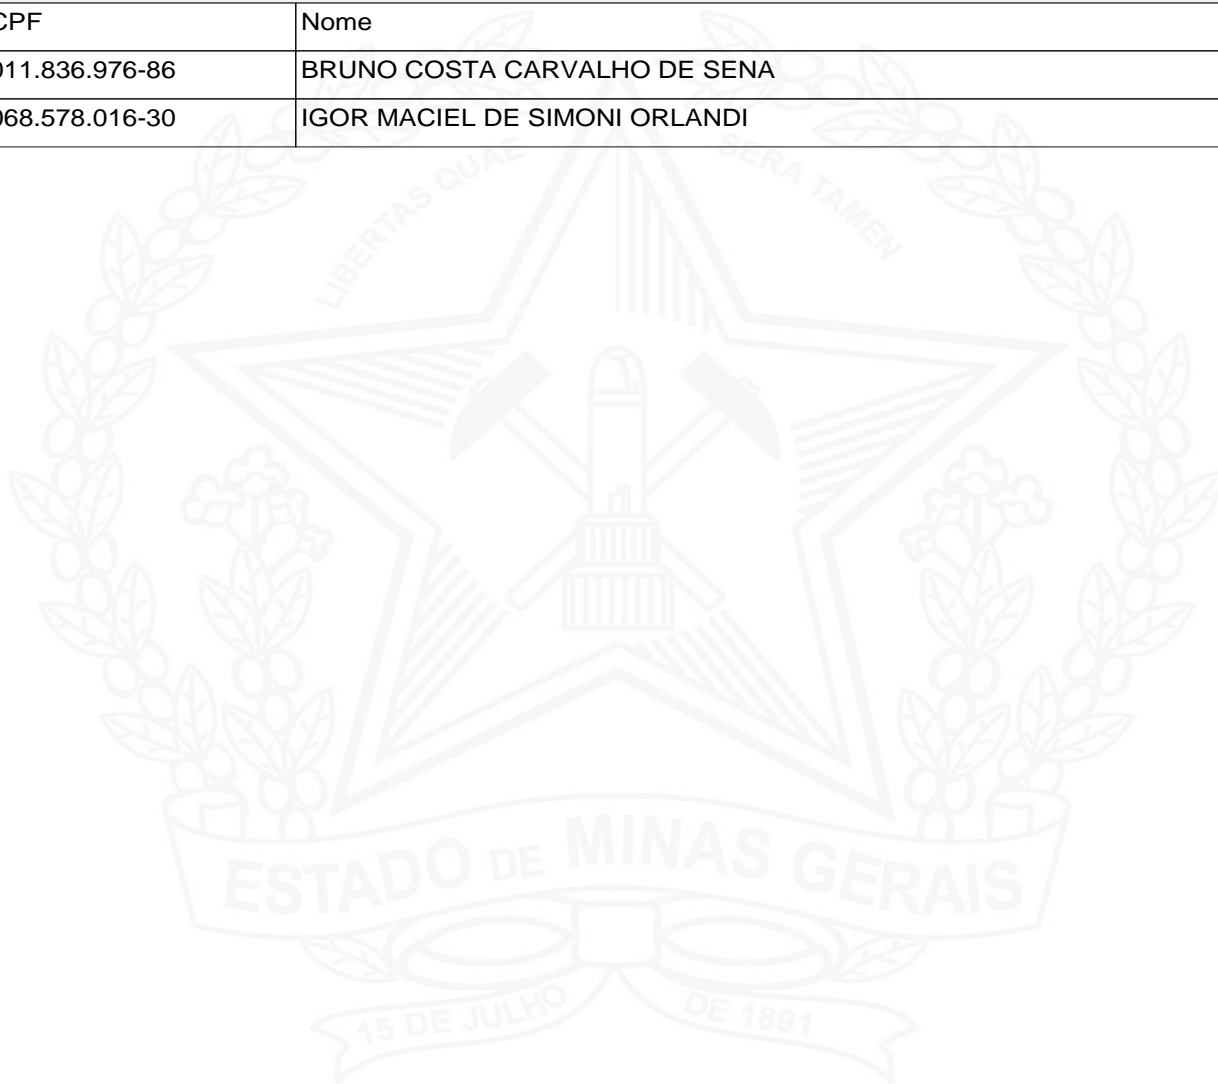 CPF Nome
011.836.976-86 BRUNO COSTA CARVALHO DE SENA
068.578.016-30 IGOR MACIEL DE SIMONI ORLANDI
LIBERTAS QUAE SERA TAMEN
ESTADO DE MINAS GERAIS
15 DE JULHO DE 1891